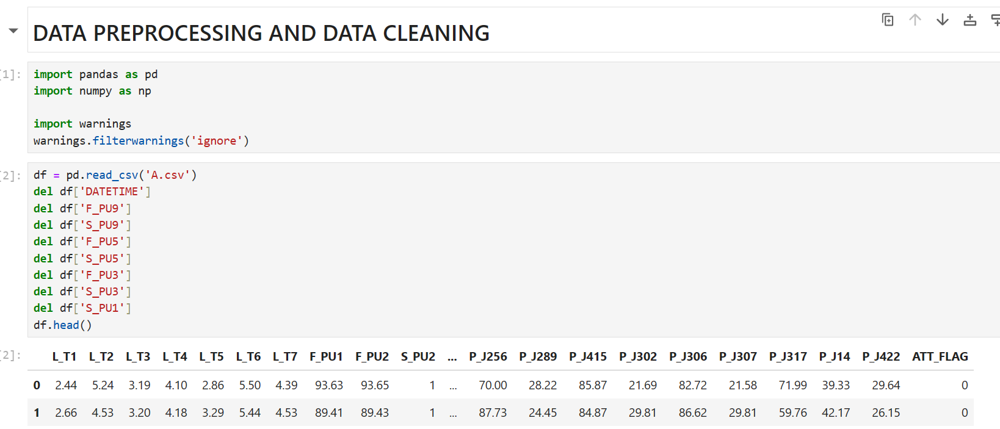 DATA PREPROCESSING AND DATA CLEANING
[1]:
import pandas as pd
import numpy as np
import warnings
warnings.filterwarnings('ignore')
[2]:
df = pd.read_csv('A.csv')
del df['DATETIME']
del df['F_PU9']
del df['S_PU9']
del df['F_PU5']
del df['S_PU5']
del df['F_PU3']
del df['S_PU3']
del df['S_PU1']
df.head()
[2]:
L_T1 L_T2 L_T3 L_T4 L_T5 L_T6 L_T7 F_PU1 F_PU2 S_PU2 ... P_J256 P_J289 P_J415 P_J302 P_J306 P_J307 P_J317 P_J14 P_J422 ATT_FLAG
0 2.44 5.24 3.19 4.10 2.86 5.50 4.39 93.63 93.65 1 ... 70.00 28.22 85.87 21.69 82.72 21.58 71.99 39.33 29.64 0
1 2.66 4.53 3.20 4.18 3.29 5.44 4.53 89.41 89.43 1 ... 87.73 24.45 84.87 29.81 86.62 29.81 59.76 42.17 26.15 0